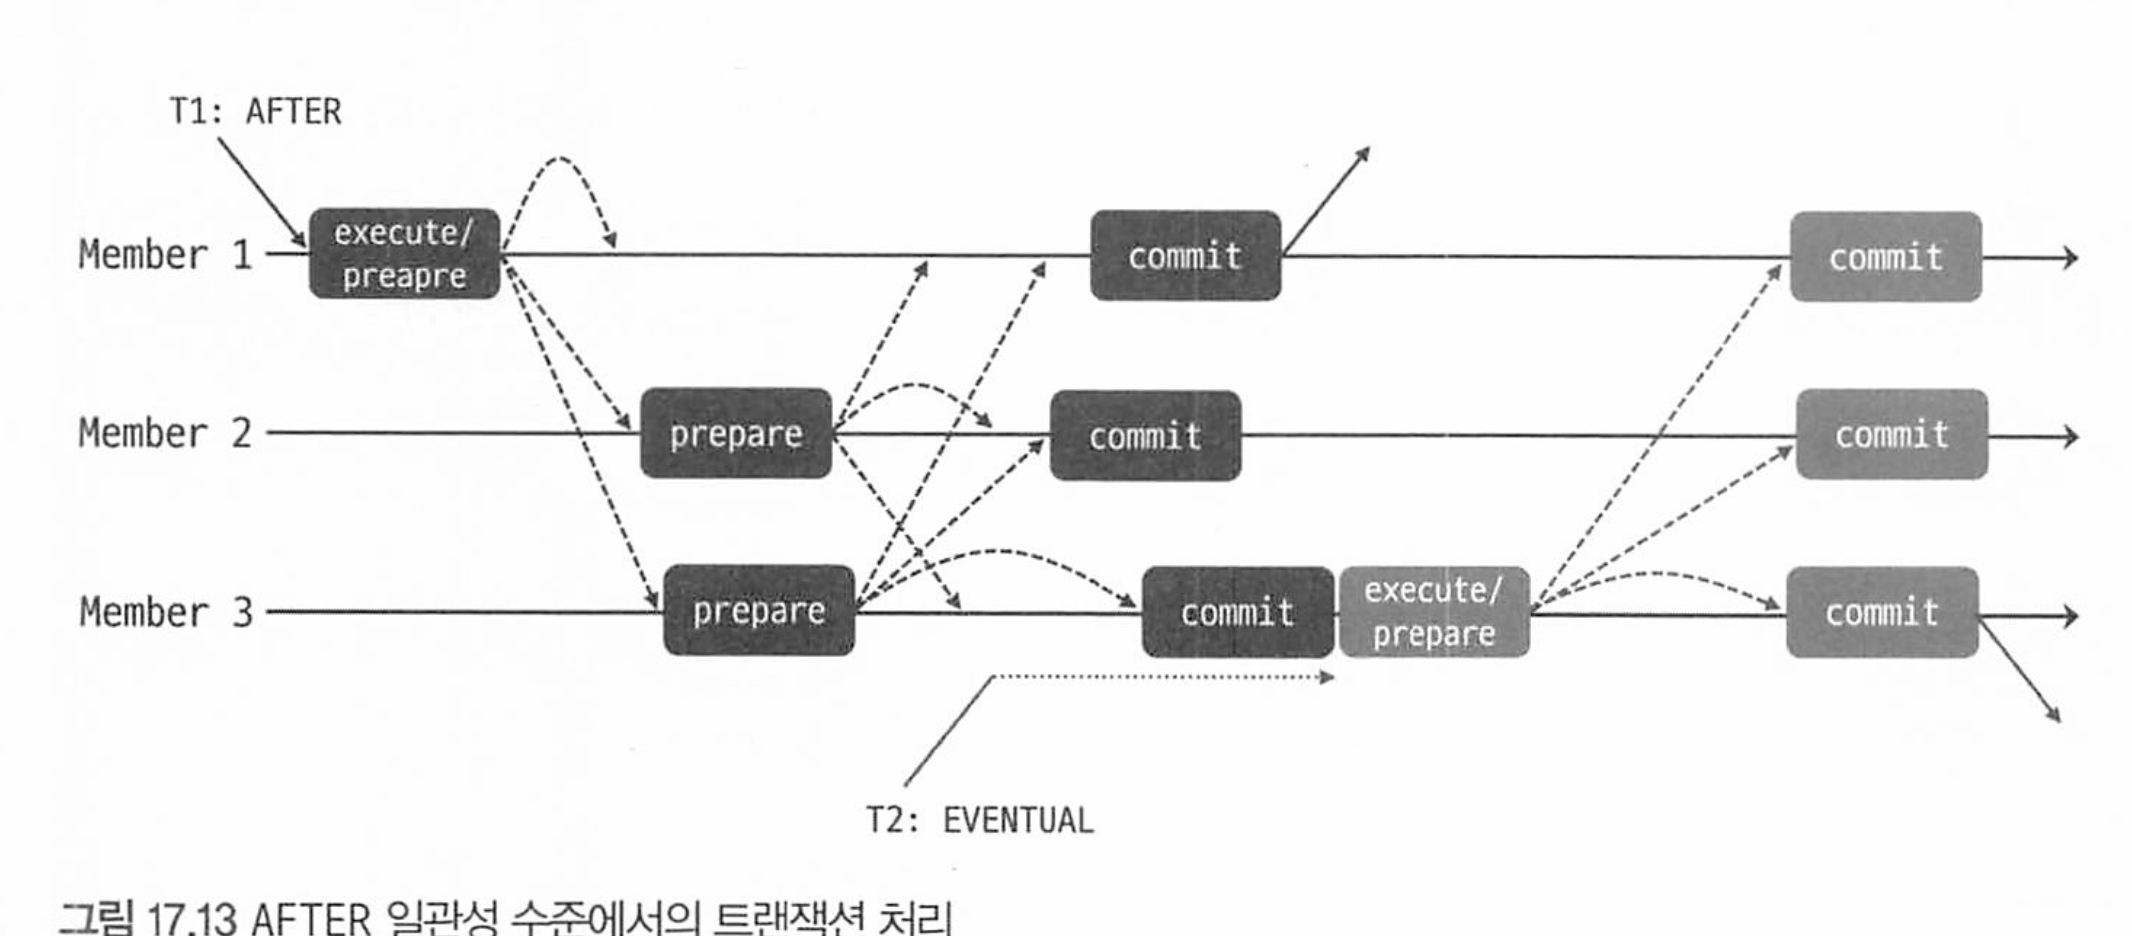 T1: AFTER
Member 1
execute/
preapre
commit
commit
Member 2
prepare
commit
commit
Member 3
prepare
commit
execute/
prepare
commit
T2: EVENTUAL
그림 17.13 AFTER 일관성 수준에서의 트랜잭션 처리